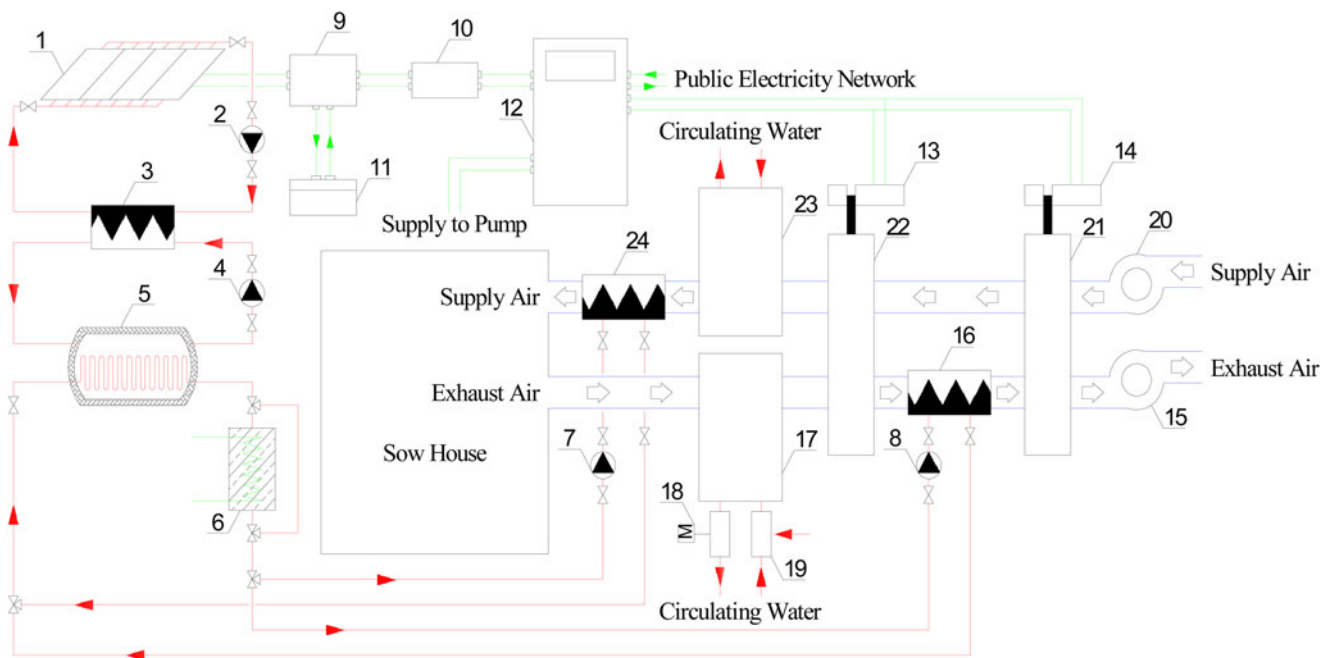 1
9
10
Public Electricity Network
2
12
Circulating Water
3
11
13
14
Supply to Pump
23
22
21
20
4
24
Supply Air
Supply Air
5
16
Exhaust Air
Exhaust Air
Sow House
7
17
8
15
18
M
6
19
Circulating Water